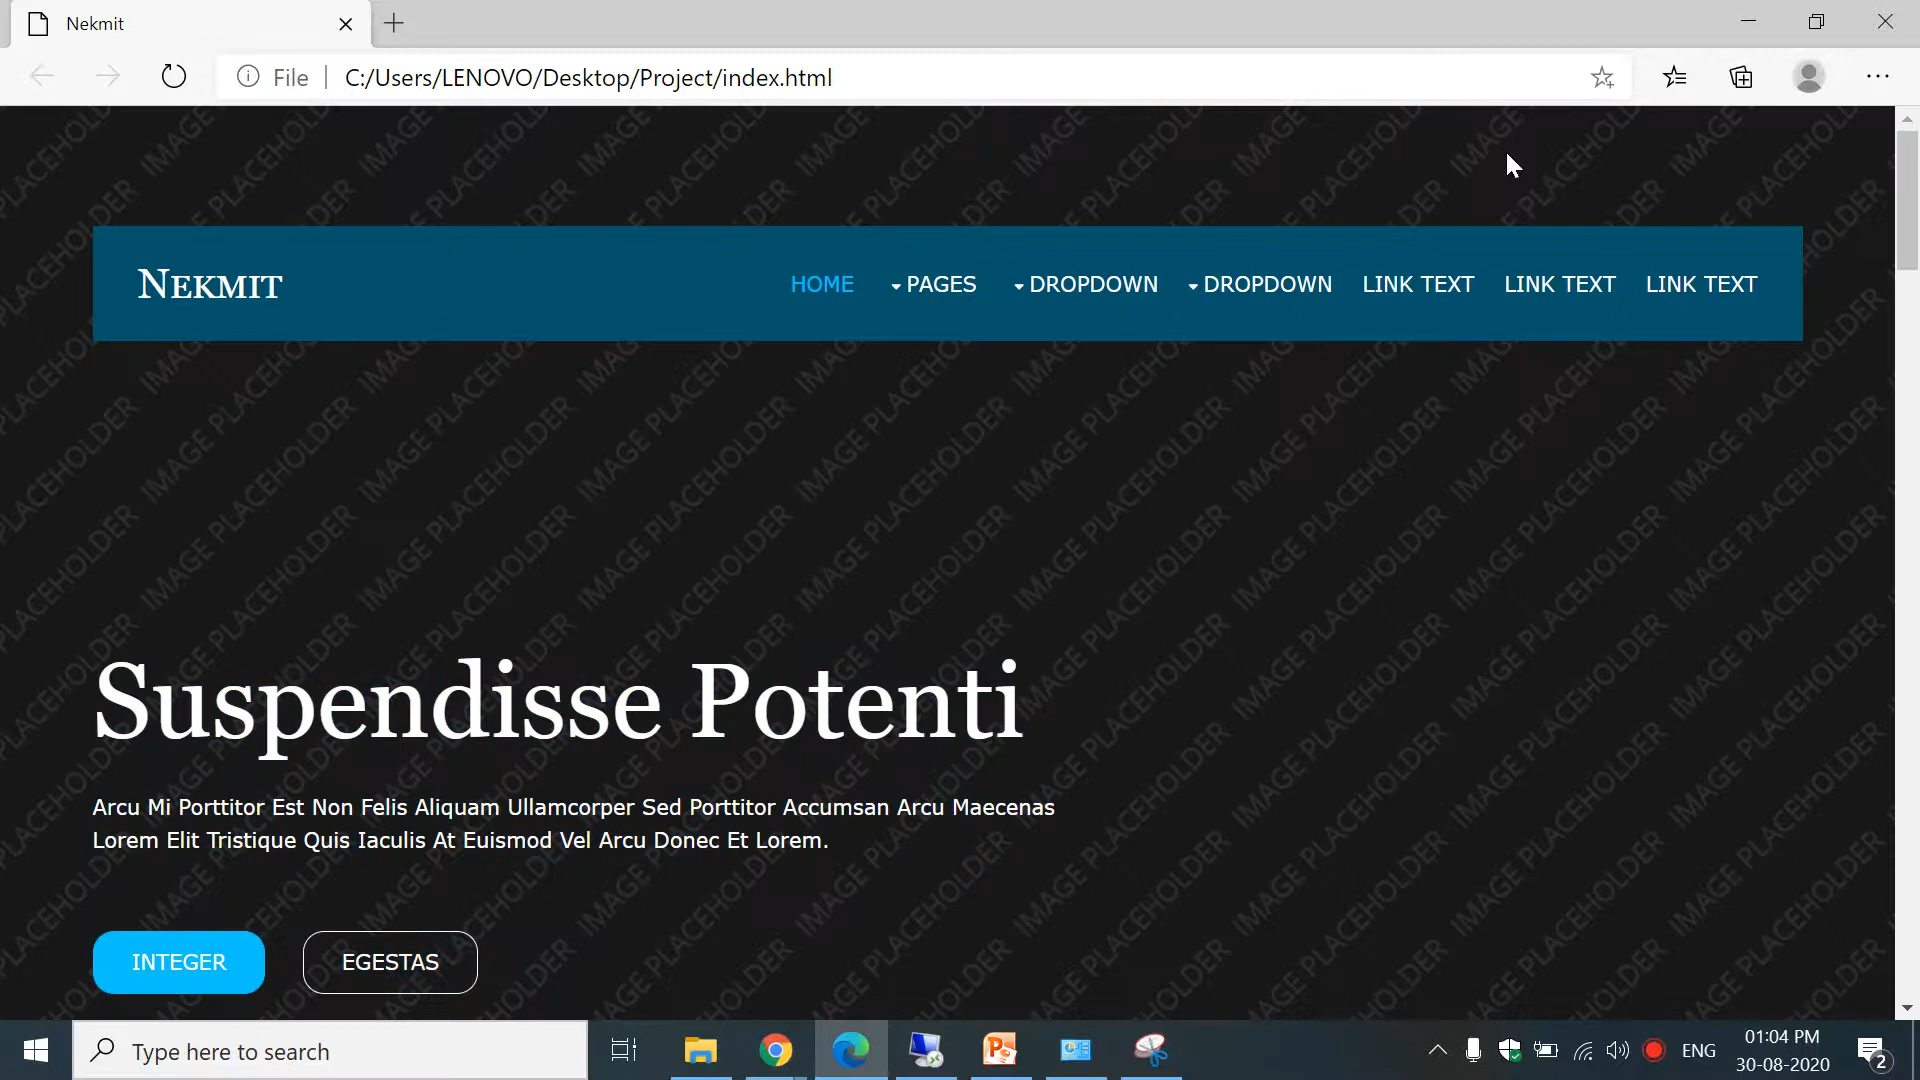 Nekmit
File
C:/Users/LENOVO/Desktop/Project/index.html
NEKMIT
HOME PAGES DROPDOWN DROPDOWN LINK TEXT LINK TEXT LINK TEXT
IMAGE PLACEHOLDER
Suspendisse Potenti
Arcu Mi Porttitor Est Non Felis Aliquam Ullamcorper Sed Porttitor Accumsan Arcu Maecenas
Lorem Elit Tristique Quis Iaculis At Euismod Vel Arcu Donec Et Lorem.
INTEGER EGESTAS
Type here to search
ENG
01:04 PM
30-08-2020
2